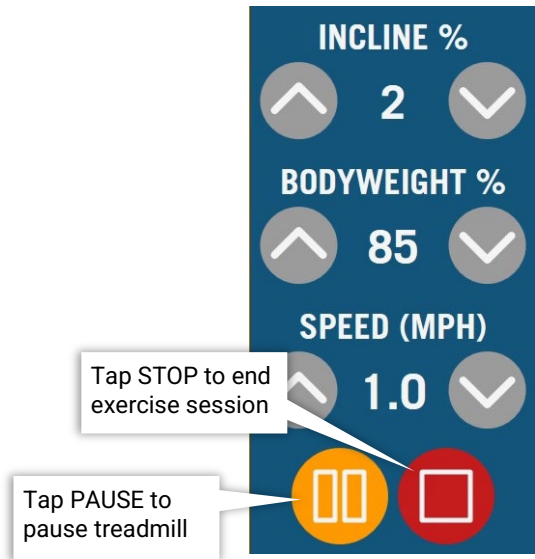 INCLINE %
2
BODYWEIGHT %
85
SPEED (MPH)
1.0
Tap STOP to end
exercise session
Tap PAUSE to
pause treadmill